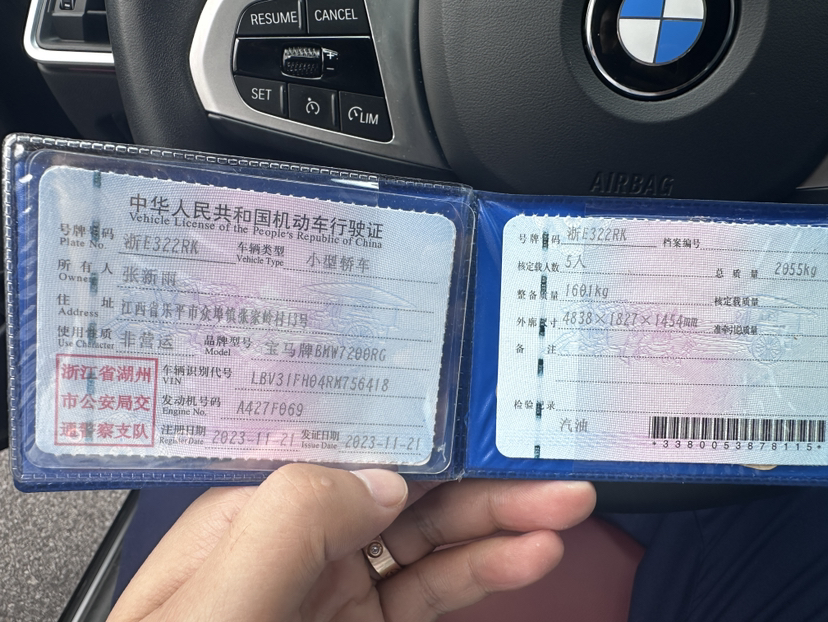 RESUME
CANCEL
SET
LIM
AIRBAG
中华人民共和国机动车行驶证
Vehicle License of the People's Republic of China
号牌号码 浙E322RK 车辆类型 小型轿车
Plate No. Vehicle Type
所有人 张新雨
Owner
住址 江西省乐平市众埠镇张家岭村13号
Address
使用性质 非营运 品牌型号 宝马牌BMW7200RG
Use Character Model
浙江省湖州
市公安局交
通警察支队
车辆识别代号 LBV31FH04RM756418
VIN
发动机号码 A427F069
Engine No.
注册日期 2023-11-21 发证日期 2023-11-21
Register Date Issue Date
号牌号码 浙E322RK 档案编号
核定载人数 5人 总质量 2055kg
整备质量 1601kg 核定载质量
外廓尺寸 4838×1827×1454mm 准牵引总质量
备注
检验记录
汽油
*3380053878115*